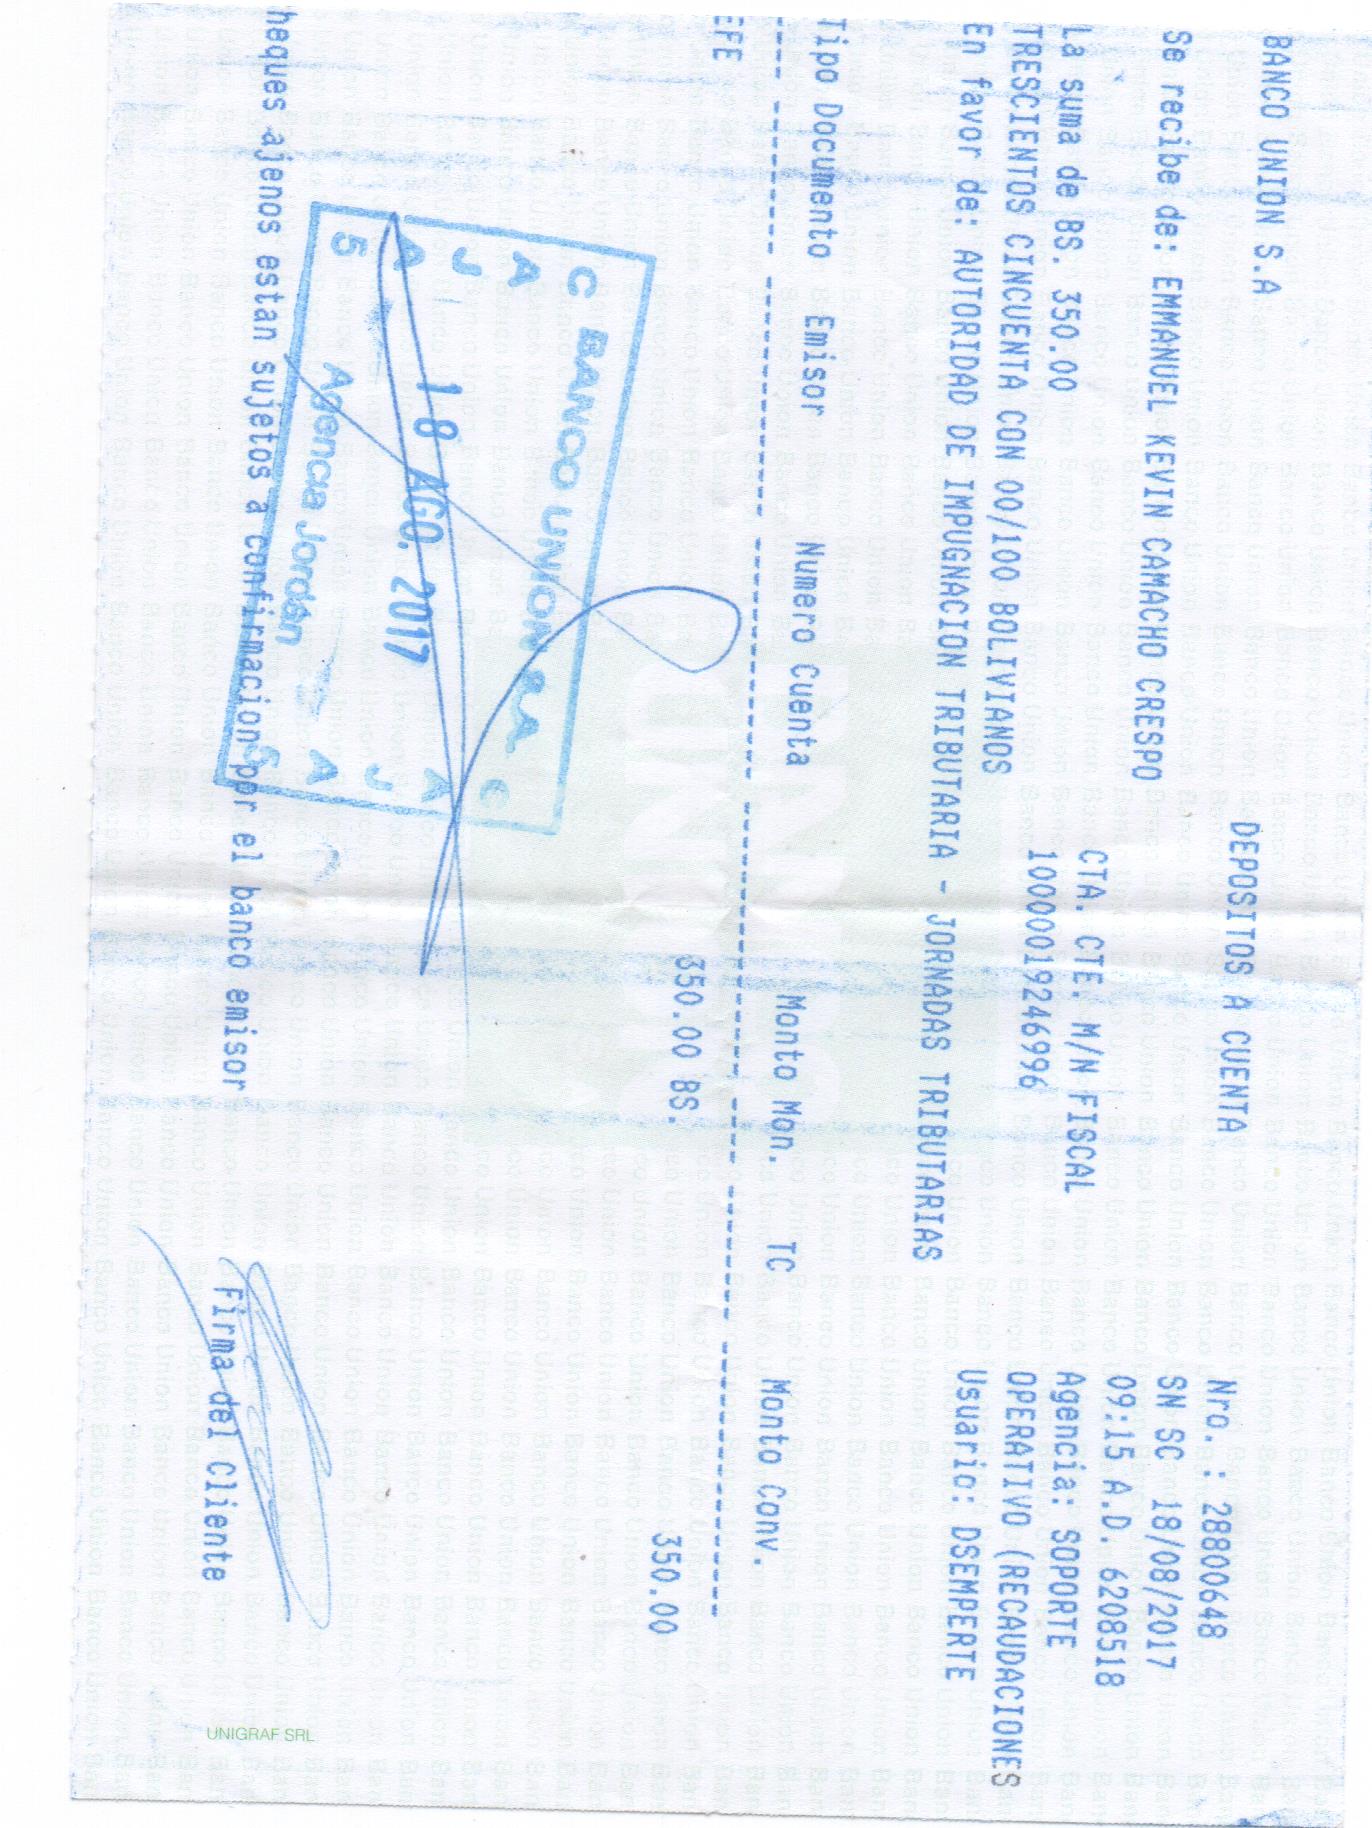 BANCO UNION S.A
DEPOSITOS A CUENTA
Nro. : 28800648
Se recibe de: EMMANUEL KEVIN CAMACHO CRESPO
SN SC 18/08/2017
09:15 A.D. 6208518
La suma de BS. 350.00
CTA. CTE. M/N FISCAL
Agencia: SOPORTE
TRESCIENTOS CINCUENTA CON 00/100 BOLIVIANOS
10000019246996
OPERATIVO (RECAUDACIONES
En favor de: AUTORIDAD DE IMPUGNACION TRIBUTARIA - JORNADAS TRIBUTARIAS
Usuario: DSEMPERTE
Tipo Documento Emisor Numero Cuenta Monto Mon. TC Monto Conv.
EFE 350.00 BS. 350.00
C BANCO UNION S.A. C
A A
J J
A 18 AGO. 2017 A
5 Agencia Jordán 5
heques ajenos estan sujetos a confirmacion por el banco emisor
Firma del Cliente
UNIGRAF SRL